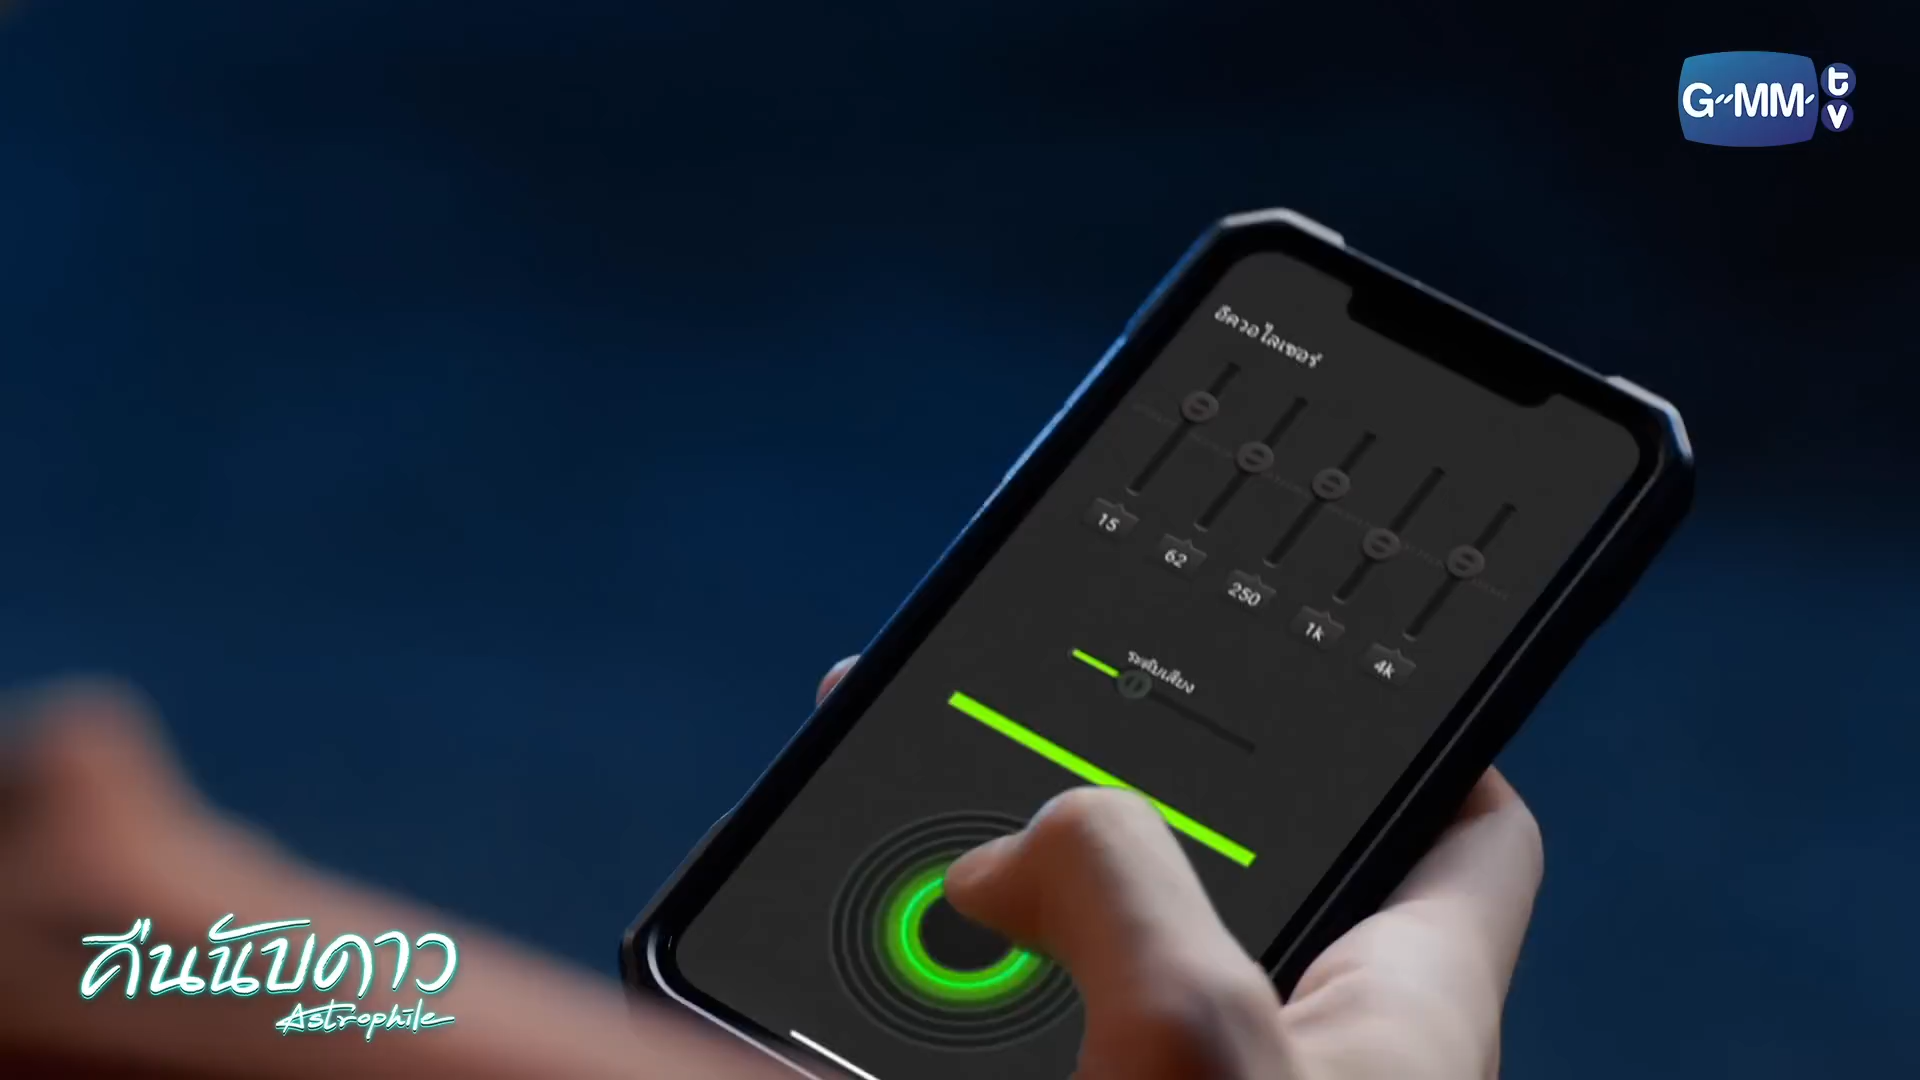 G-MM-
tv
อีควอไลเซอร์
15
62
250
1k
4k
ระดับเสียง
คืนนับดาว
Astrophile